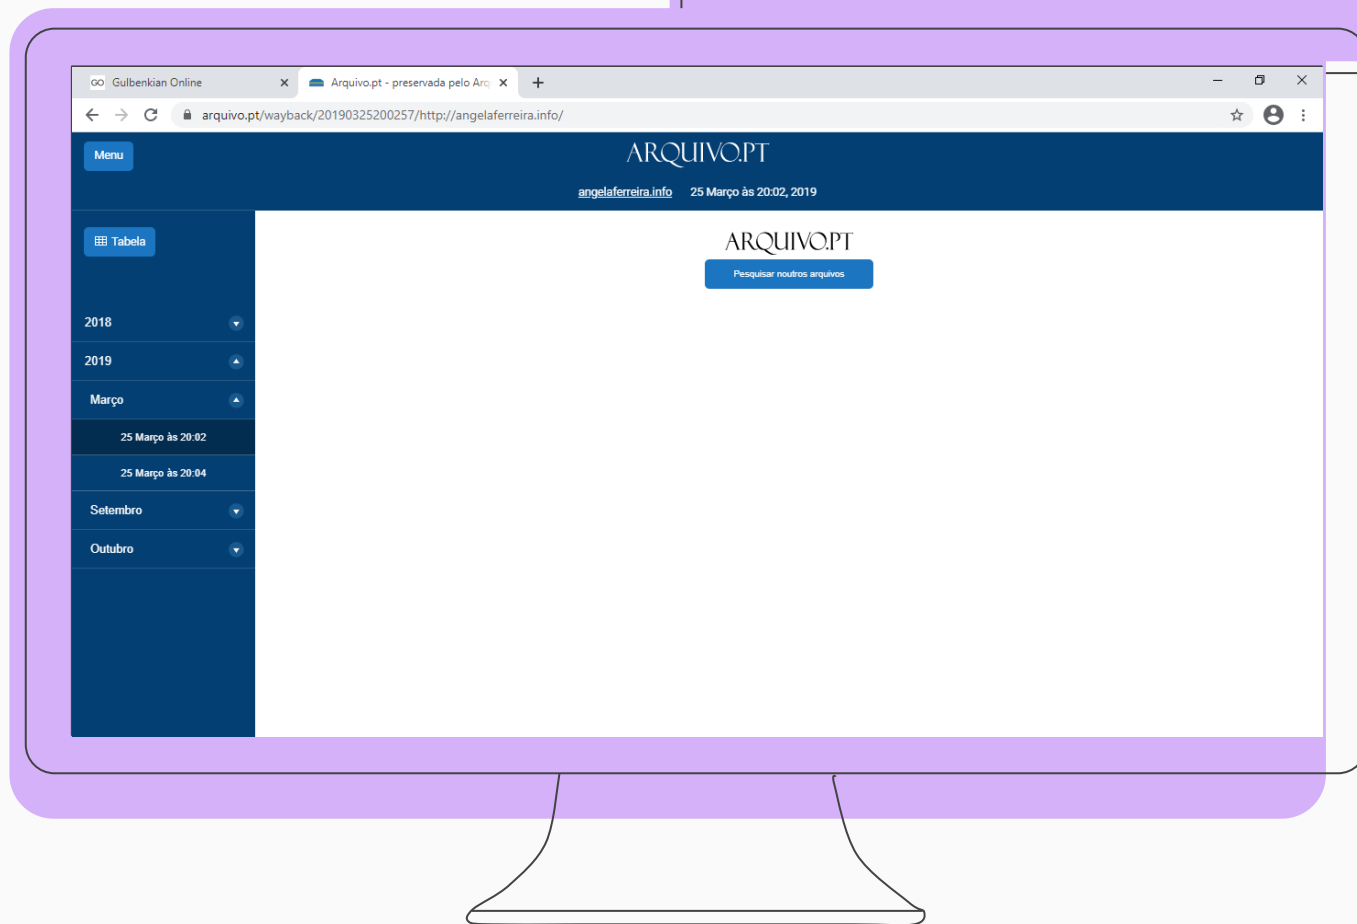 GO Gulbenkian Online
Arquivo.pt - preservada pelo Arq
arquivo.pt/wayback/20190325200257/http://angelaferreira.info/
Menu
ARQUIVO.PT
angelaferreira.info 25 Março às 20:02, 2019
Tabela
ARQUIVO.PT
Pesquisar noutros arquivos
2018
2019
Março
25 Março às 20:02
25 Março às 20:04
Setembro
Outubro